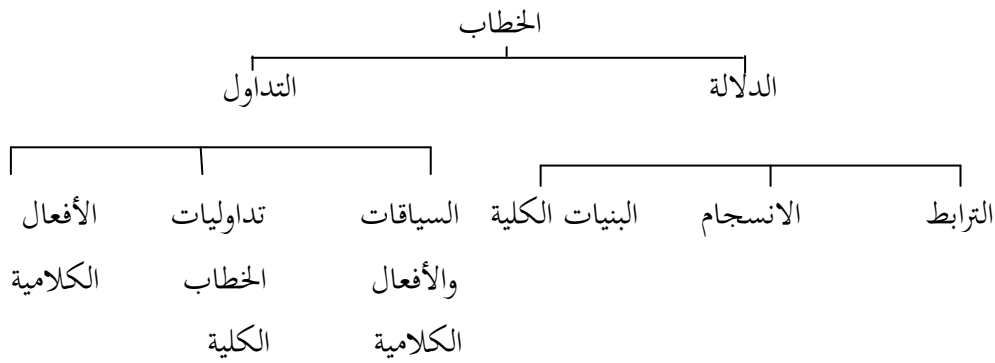 الخطاب
الدلالة التداول
الترابط الانسجام البنيات الكلية السياقات تداوليات الأفعال
والأفعال الخطاب الكلامية
الكلامية الكلية